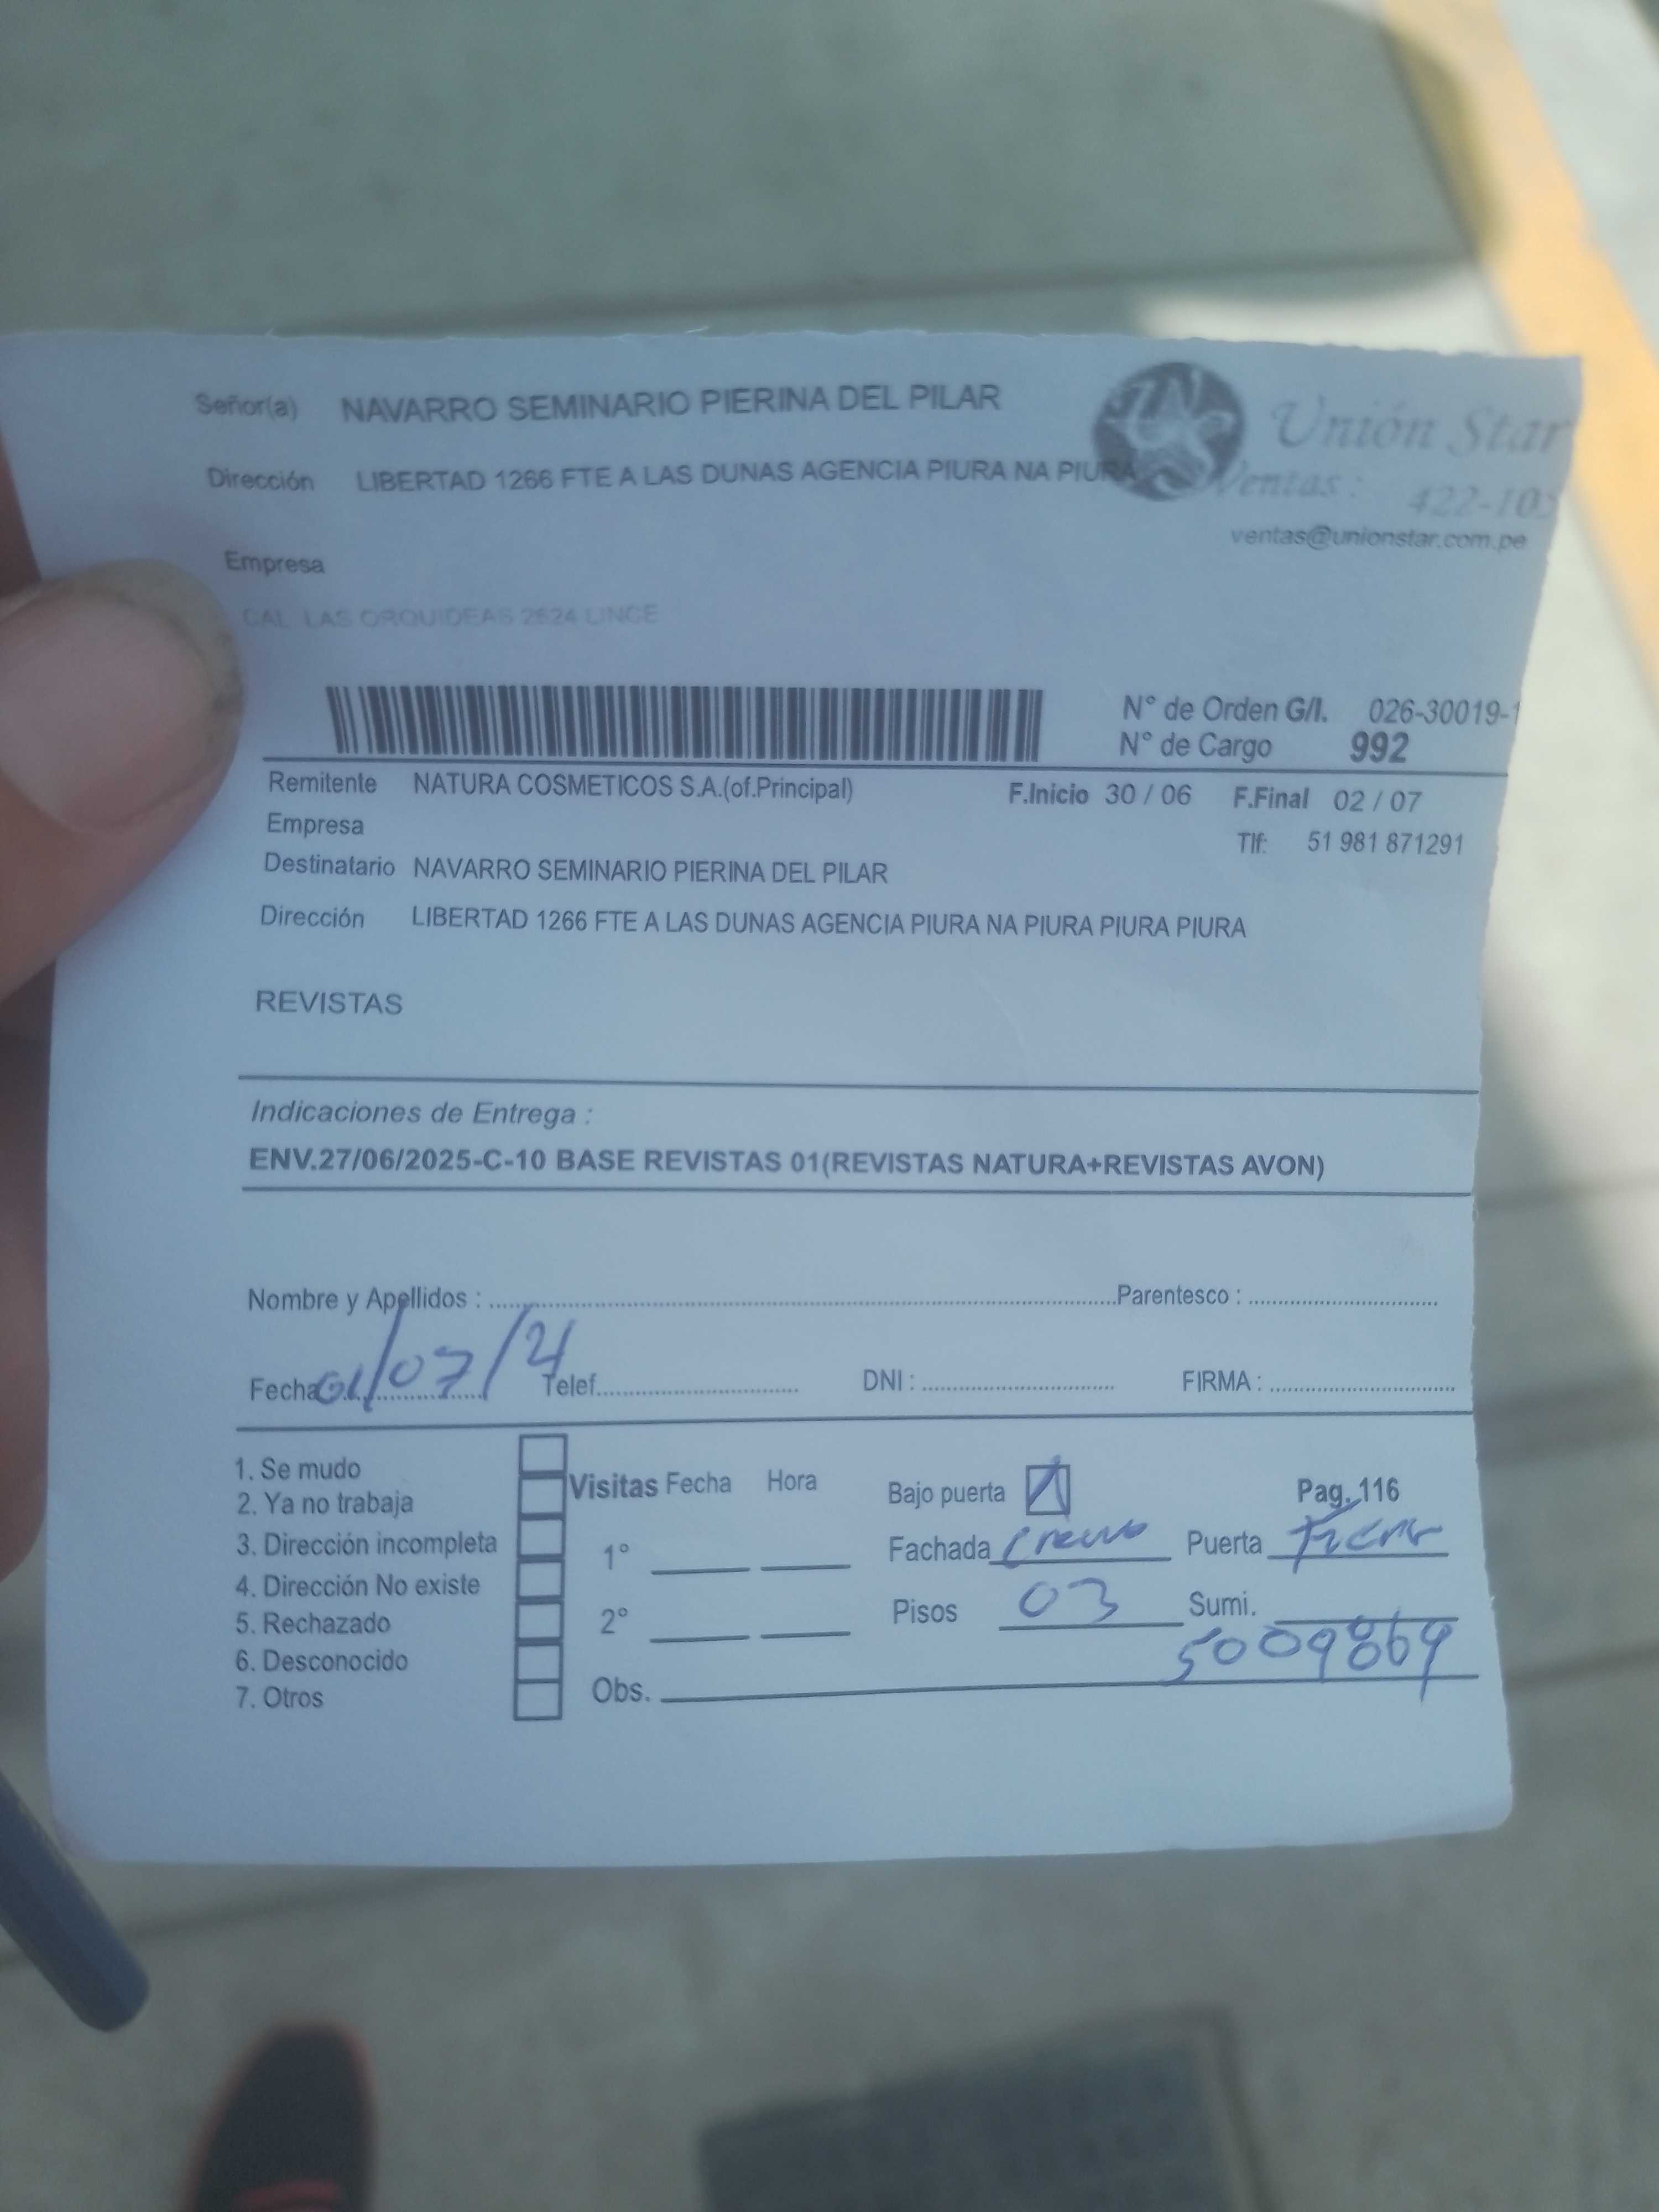 Señor(a) NAVARRO SEMINARIO PIERINA DEL PILAR
Unión Star
Dirección LIBERTAD 1266 FTE A LAS DUNAS AGENCIA PIURA NA PIURA
Ventas: 422-10
ventas@unionstar.com.pe
Empresa
CAL LAS ORQUIDEAS 2624 LINCE
N° de Orden G/I. 026-30019-1
N° de Cargo 992
Remitente NATURA COSMETICOS S.A.(of.Principal) F.Inicio 30 / 06 F.Final 02 / 07
Empresa Tlf: 51 981 871291
Destinatario NAVARRO SEMINARIO PIERINA DEL PILAR
Dirección LIBERTAD 1266 FTE A LAS DUNAS AGENCIA PIURA NA PIURA PIURA PIURA
REVISTAS
Indicaciones de Entrega :
ENV.27/06/2025-C-10 BASE REVISTAS 01(REVISTAS NATURA+REVISTAS AVON)
Nombre y Apellidos : Parentesco :
Fecha 01/07/ Telef. DNI : FIRMA :
1. Se mudo
2. Ya no trabaja
3. Dirección incompleta
4. Dirección No existe
5. Rechazado
6. Desconocido
7. Otros
Visitas Fecha Hora
1°
2°
Obs.
Bajo puerta Pag. 116
Fachada Puerta
Pisos 03 Sumi.
5009869